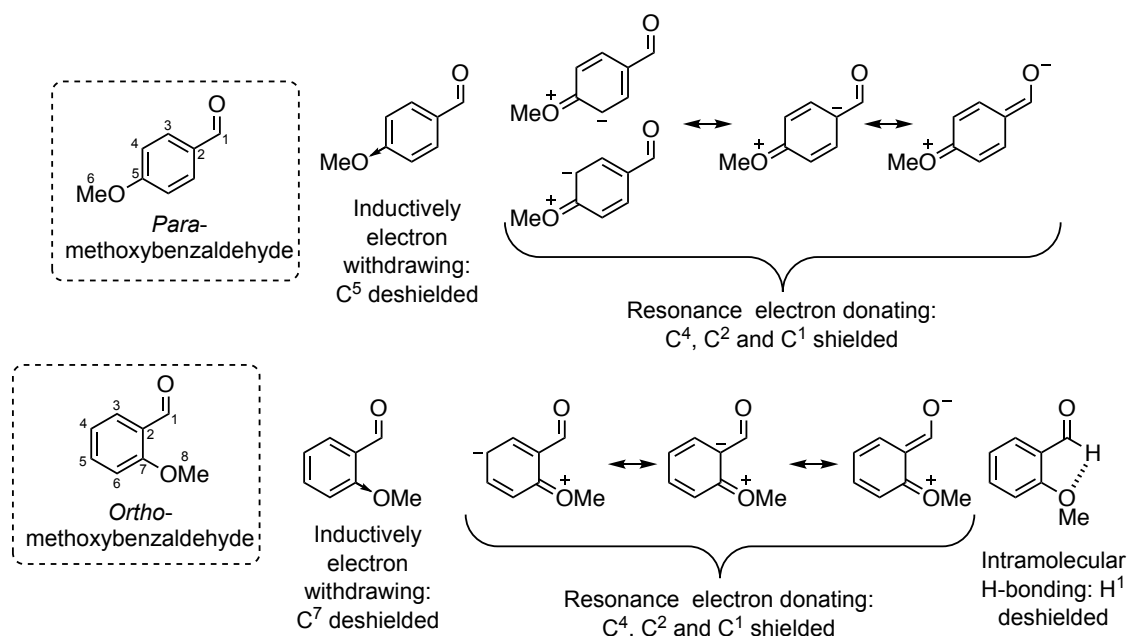 O
O−
O
3
4
2
1
5
6
MeO
Para-
methoxybenzaldehyde
O
MeO
Inductively
electron
withdrawing:
C5 deshielded
O
+
MeO
−
O
−
+
MeO
O
−
+
MeO
+
MeO
Resonance electron donating:
C4, C2 and C1 shielded
O
3
4
1
2
5
8
6
7
OMe
Ortho-
methoxybenzaldehyde
O
OMe
Inductively
electron
withdrawing:
C7 deshielded
O
−
+
OMe
O
−
+
OMe
O−
+
OMe
Resonance electron donating:
C4, C2 and C1 shielded
O
H
O
Me
Intramolecular
H-bonding: H1
deshielded